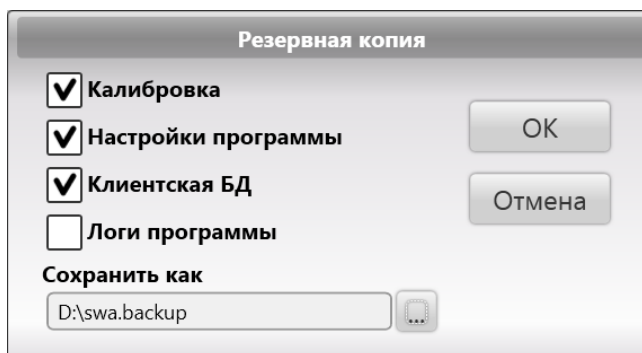 Резервная копия
Калибровка
Настройки программы
Клиентская БД
Логи программы
OK
Отмена
Сохранить как
D:\swa.backup
...